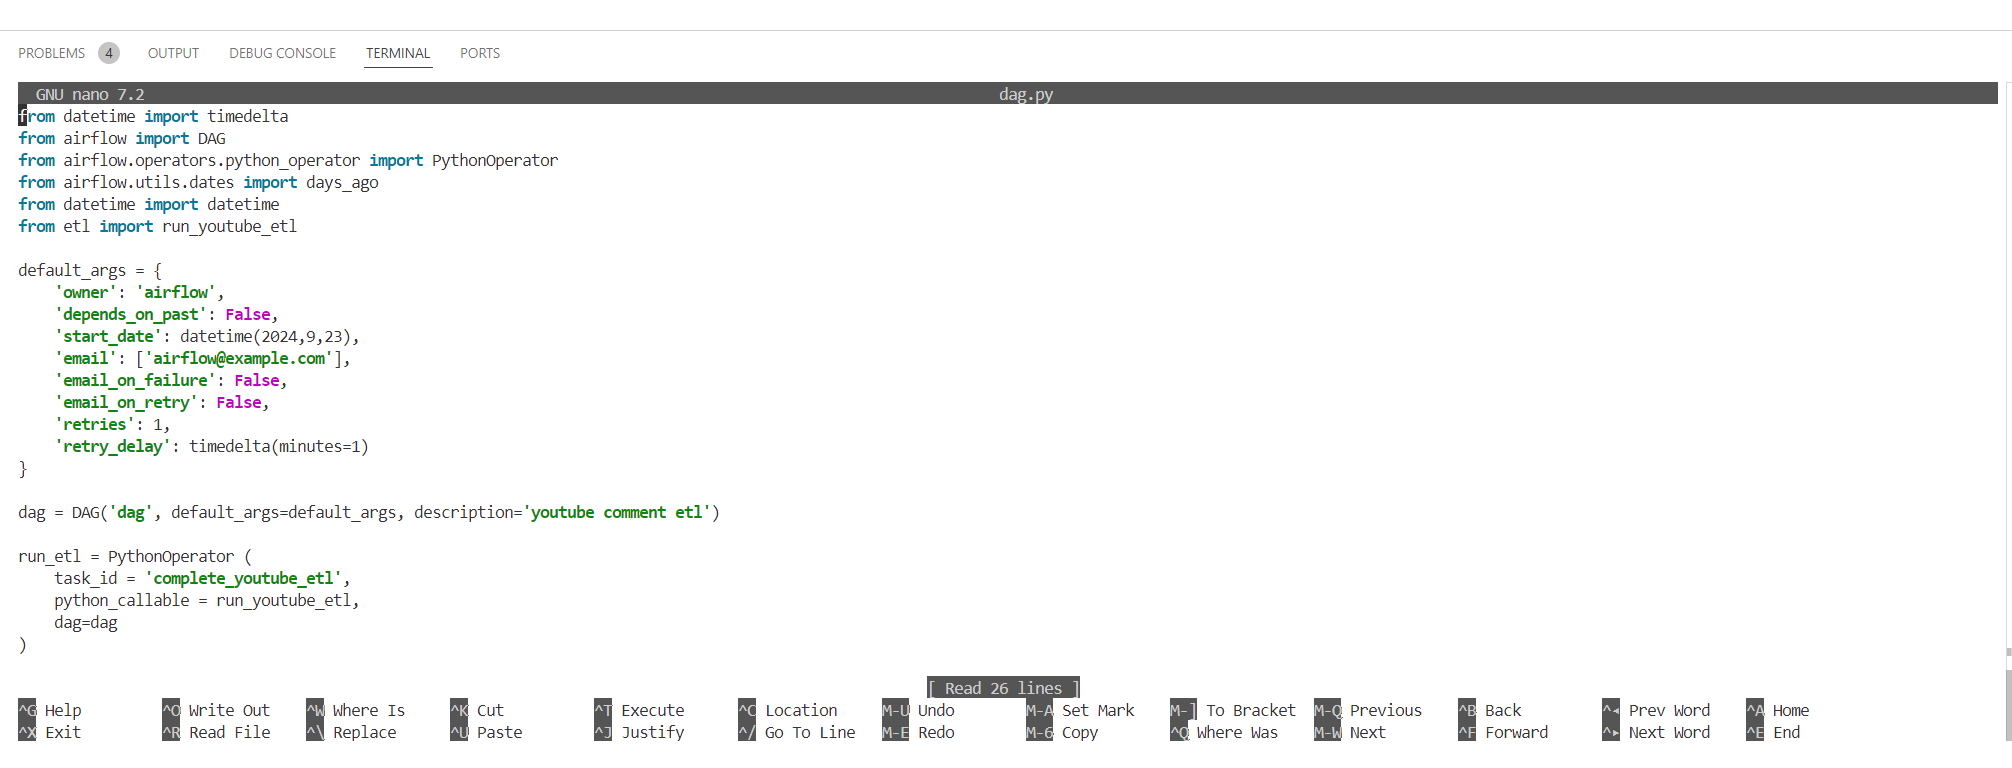 PROBLEMS 4 OUTPUT DEBUG CONSOLE TERMINAL PORTS
GNU nano 7.2 dag.py
from datetime import timedelta
from airflow import DAG
from airflow.operators.python_operator import PythonOperator
from airflow.utils.dates import days_ago
from datetime import datetime
from etl import run_youtube_etl

default_args = {
    'owner': 'airflow',
    'depends_on_past': False,
    'start_date': datetime(2024,9,23),
    'email': ['airflow@example.com'],
    'email_on_failure': False,
    'email_on_retry': False,
    'retries': 1,
    'retry_delay': timedelta(minutes=1)
}

dag = DAG('dag', default_args=default_args, description='youtube comment etl')

run_etl = PythonOperator (
    task_id = 'complete_youtube_etl',
    python_callable = run_youtube_etl,
    dag=dag
)

[ Read 26 lines ]
^G Help ^O Write Out ^W Where Is ^K Cut ^T Execute ^C Location M-U Undo M-A Set Mark M-] To Bracket M-Q Previous ^B Back ^◂ Prev Word ^A Home
^X Exit ^R Read File ^\ Replace ^U Paste ^J Justify ^/ Go To Line M-E Redo M-6 Copy ^Q Where Was M-W Next ^F Forward ^▸ Next Word ^E End